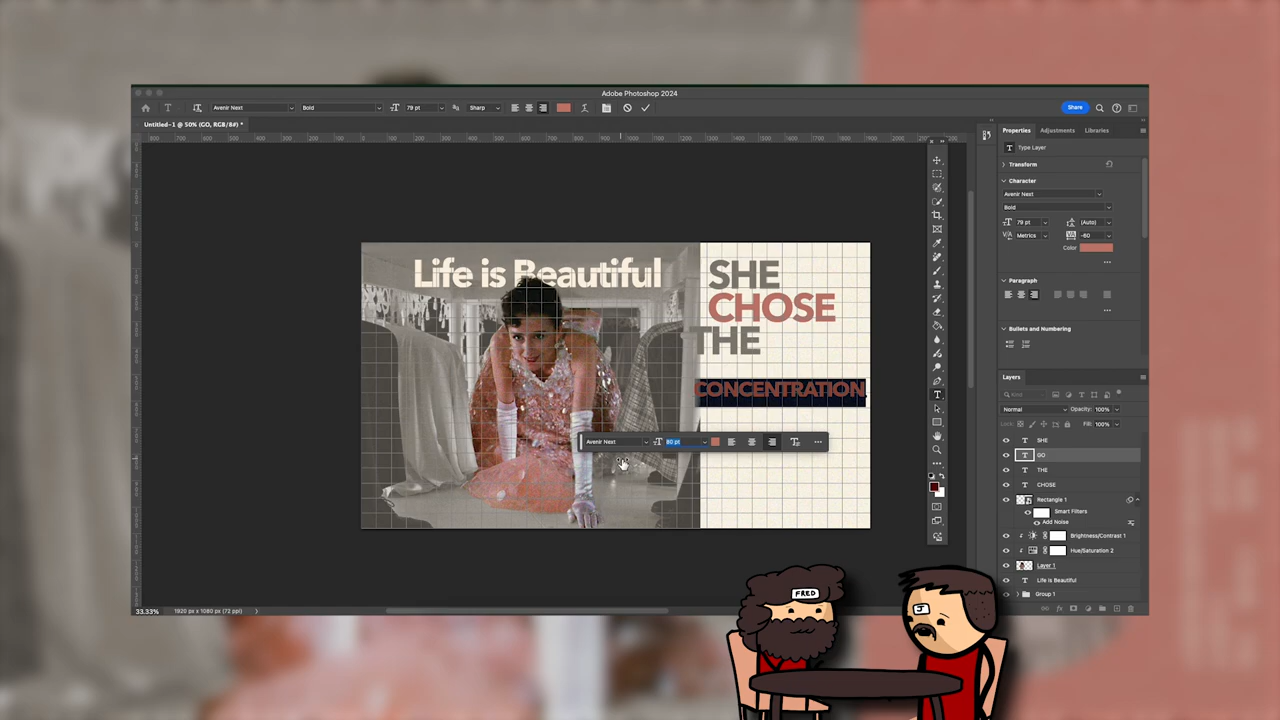 Adobe Photoshop 2024
Avenir Next
Bold
79 pt
Sharp
Share
Untitled-1 @ 50% (GO, RGB/8#) *
Properties
Adjustments
Libraries
Type Layer
Transform
Character
Avenir Next
Bold
79 pt
(Auto)
Metrics
-60
Color
Paragraph
Bullets and Numbering
Life is Beautiful
SHE
CHOSE
THE
CONCENTRATION
Avenir Next
80 pt
Layers
Kind
Normal
Opacity: 100%
Lock:
Fill: 100%
SHE
GO
THE
CHOSE
Rectangle 1
Smart Filters
Add Noise
Brightness/Contrast 1
Hue/Saturation 2
Layer 1
Life is Beautiful
Group 1
33.33%
1920 px x 1080 px (72 ppi)
FRED
J